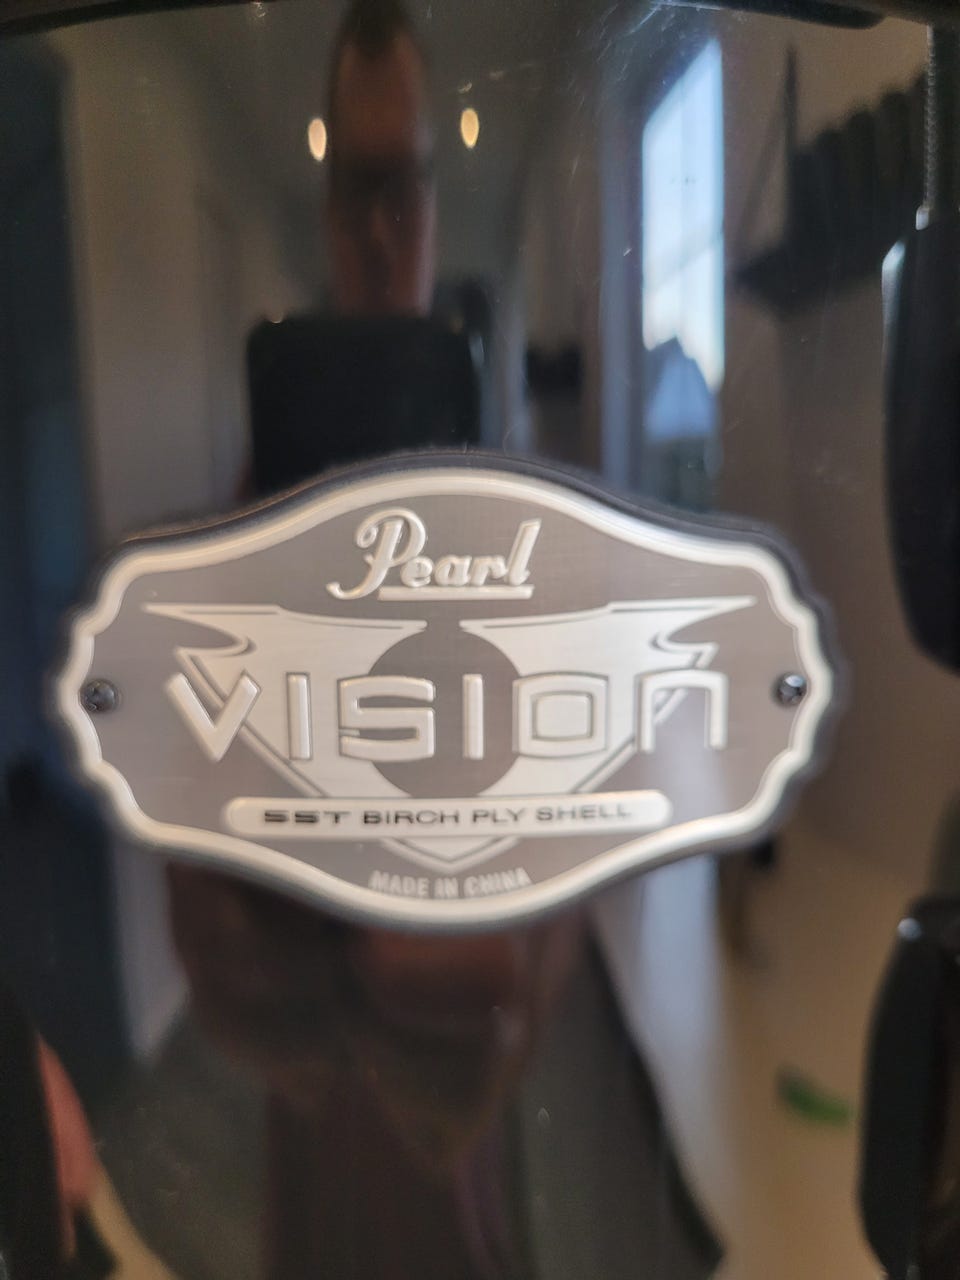 Pearl
VISION
SST BIRCH PLY SHELL
MADE IN CHINA